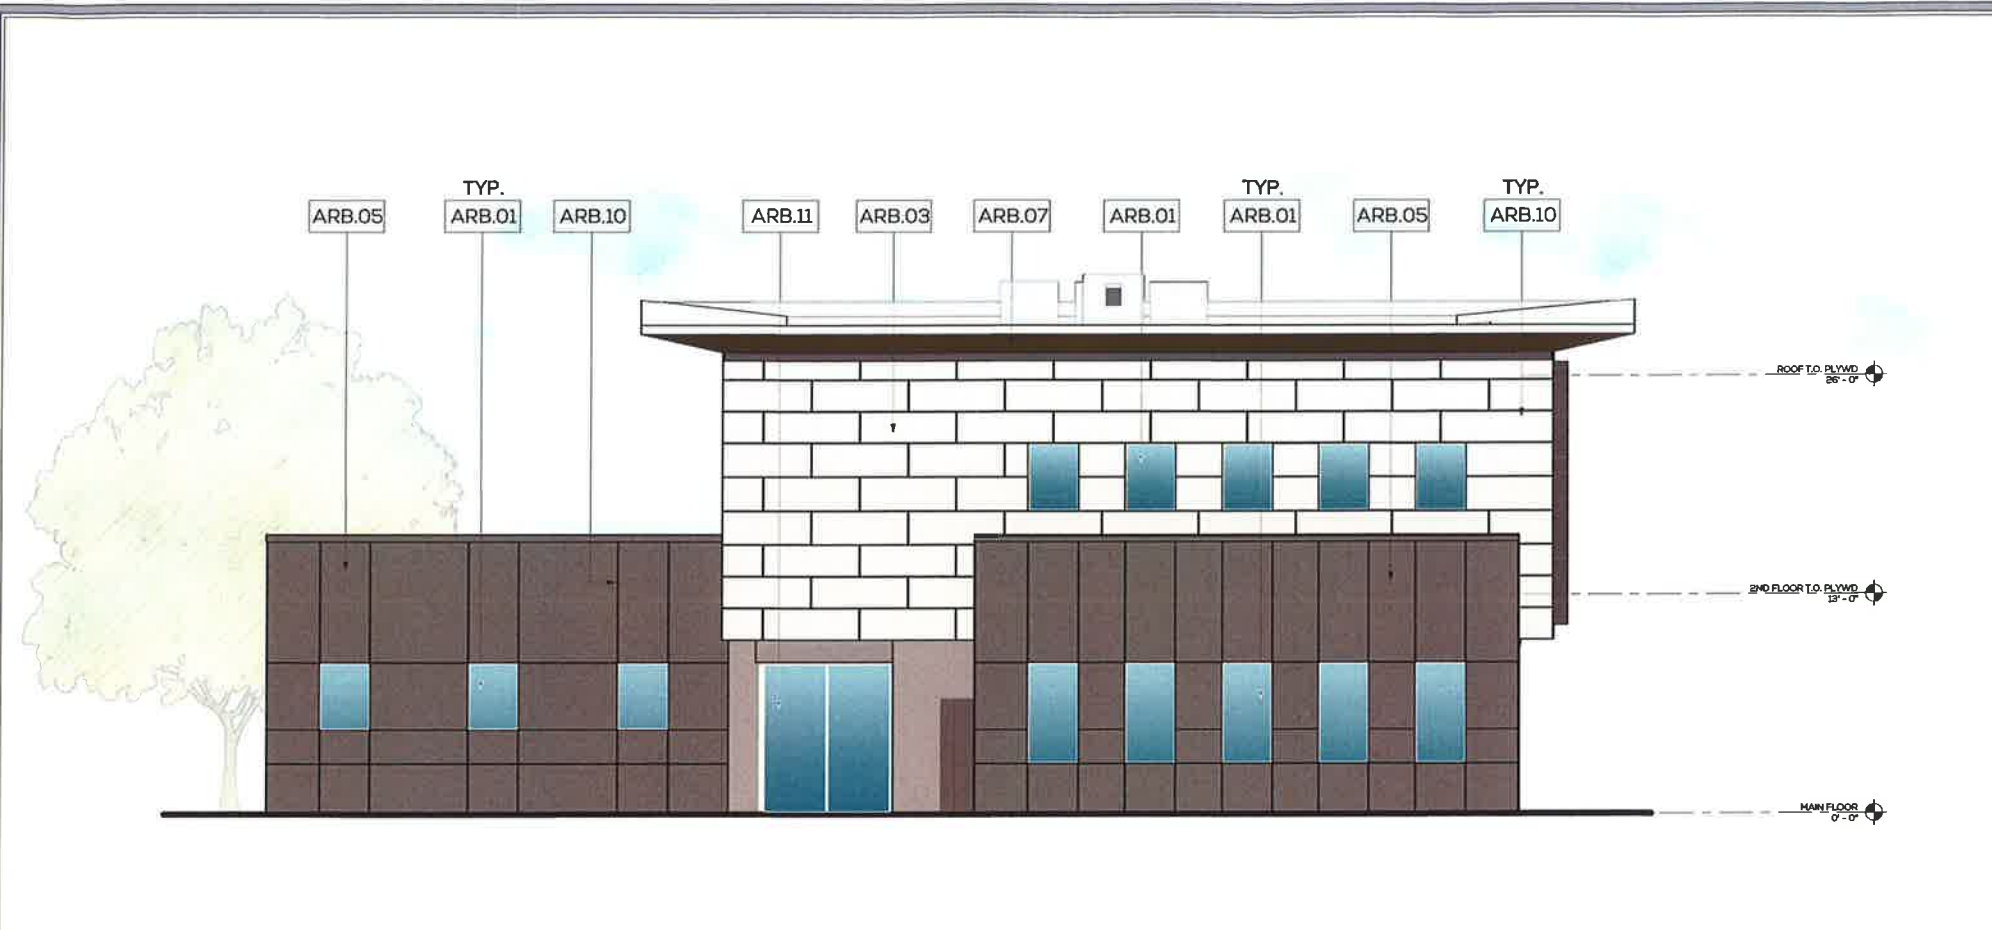 TYP. TYP. TYP.
ARB.05 ARB.01 ARB.10 ARB.11 ARB.03 ARB.07 ARB.01 ARB.01 ARB.05 ARB.10
ROOF T.O. PLYWD
26' - 0"
2ND FLOOR T.O. PLYWD
13' - 0"
MAIN FLOOR
0' - 0"